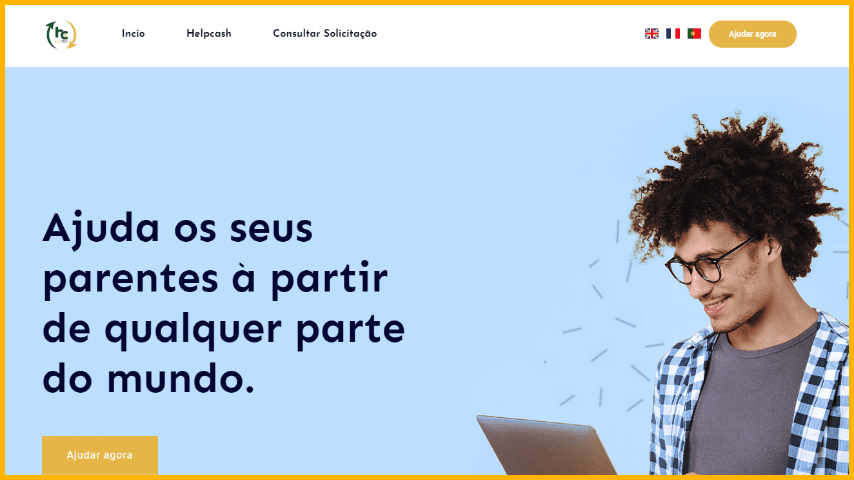 hc
Incio
Helpcash
Consultar Solicitação
Ajudar agora
Ajuda os seus
parentes à partir
de qualquer parte
do mundo.
Ajudar agora